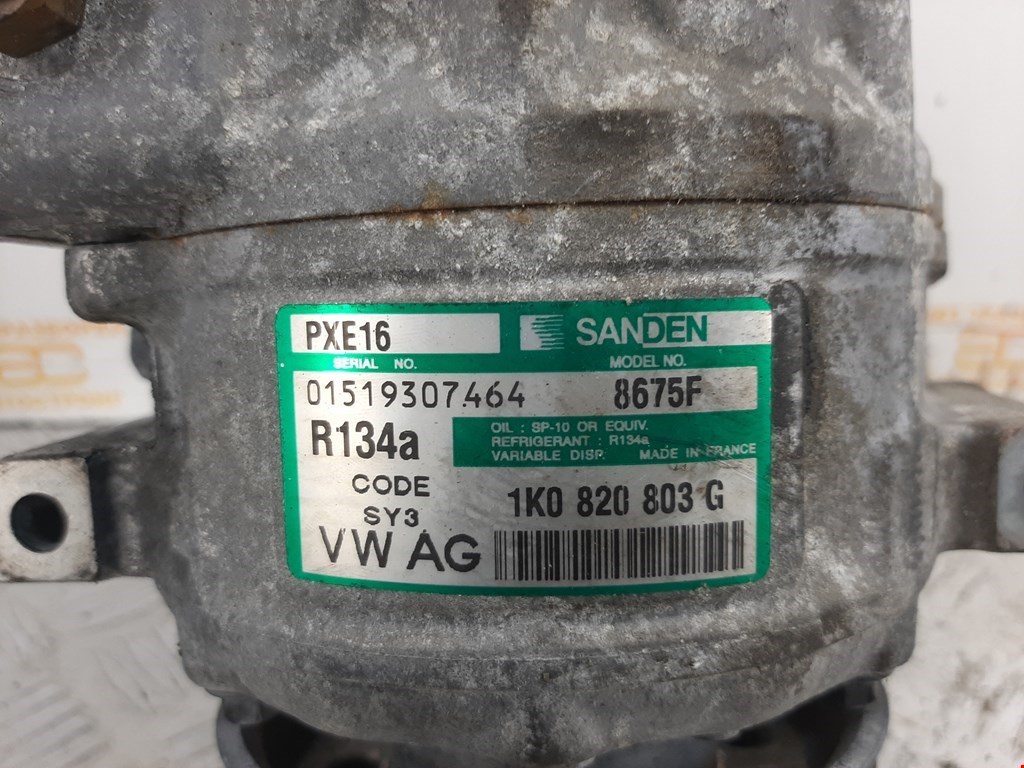 PXE16
SANDEN
SERIAL NO.
MODEL NO.
01519307464
8675F
R134a
OIL : SP-10 OR EQUIV.
REFRIGERANT : R134a
VARIABLE DISP. MADE IN FRANCE
CODE
SY3
1K0 820 803 G
VW AG